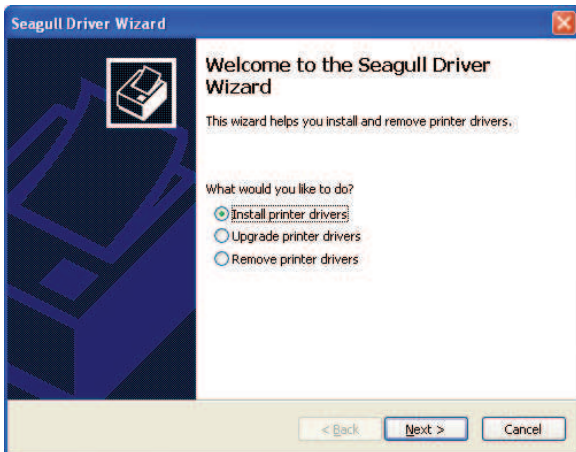 Seagull Driver Wizard
Welcome to the Seagull Driver
Wizard
This wizard helps you install and remove printer drivers.
What would you like to do?
Install printer drivers
Upgrade printer drivers
Remove printer drivers
< Back
Next >
Cancel